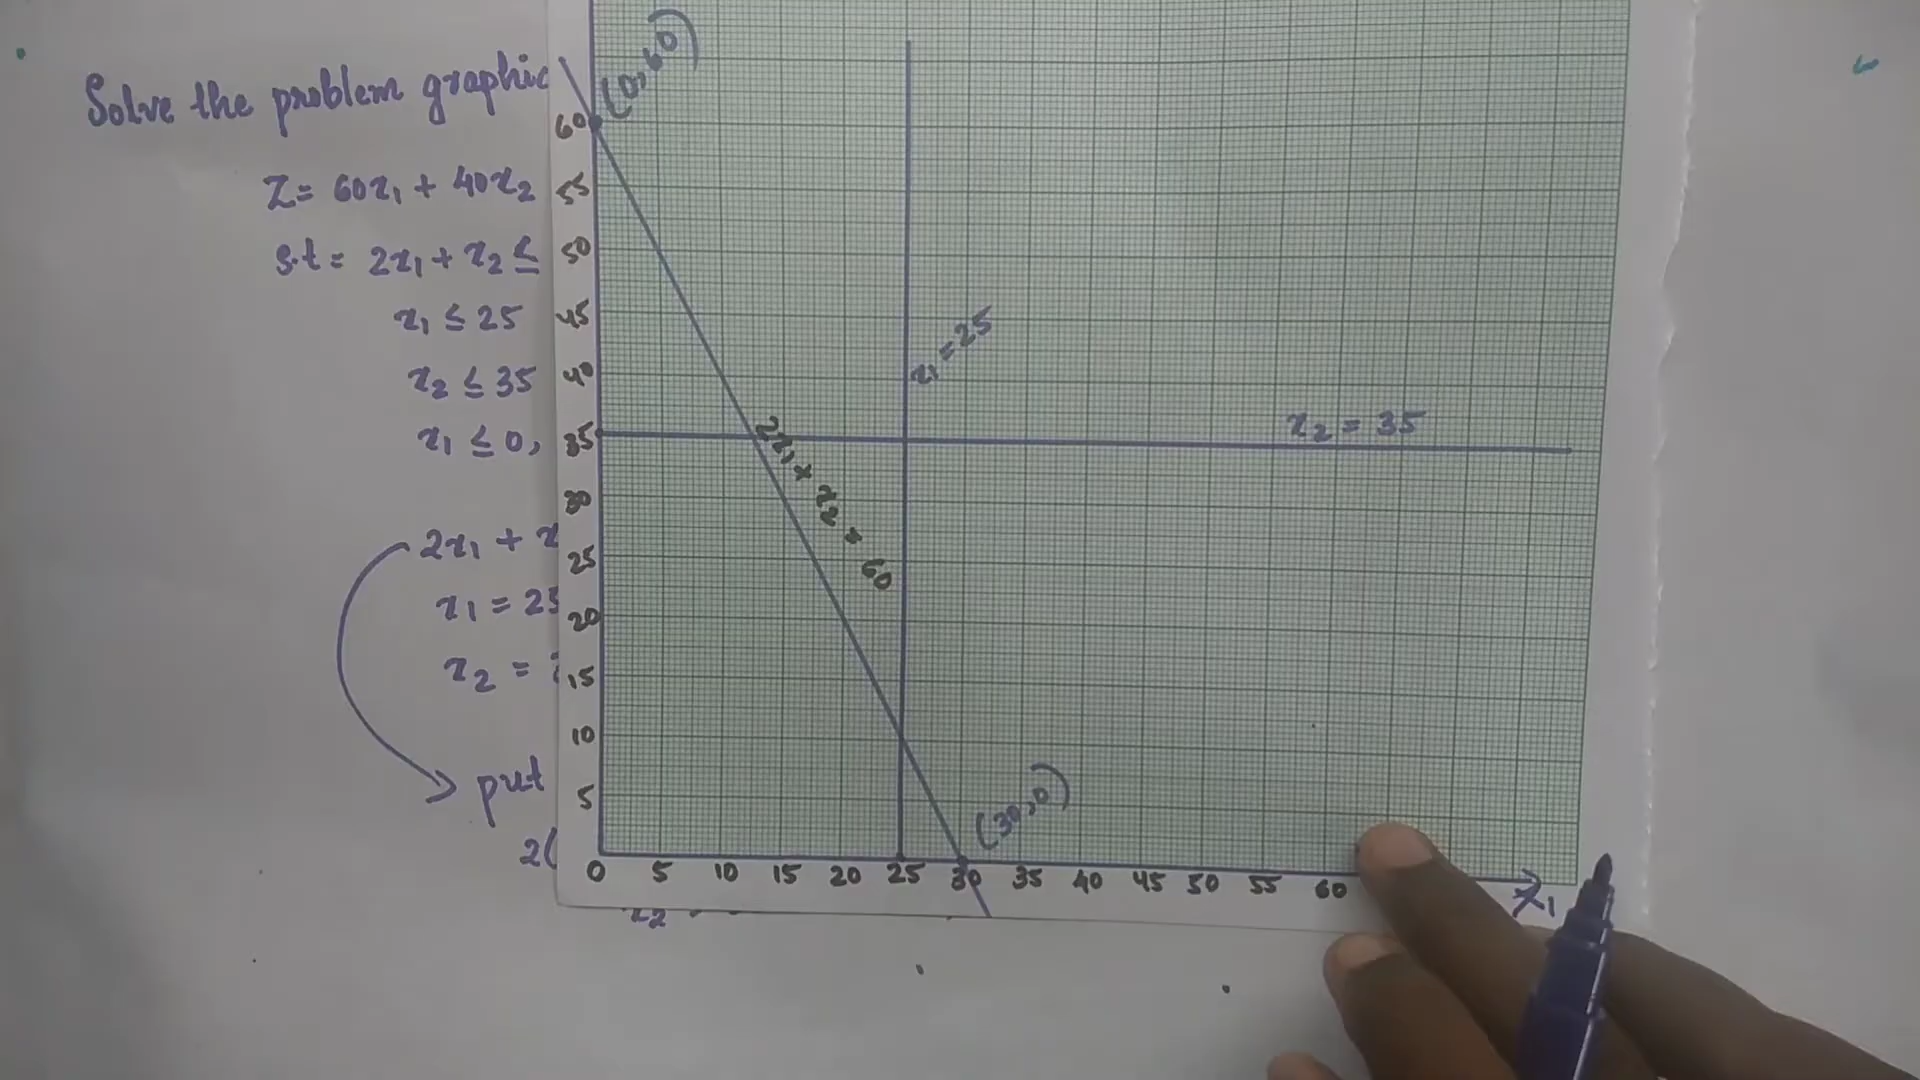 Solve the problem graphic
Z = 60x₁ + 40x₂
s.t = 2x₁ + x₂ ≤
x₁ ≤ 25
x₂ ≤ 35
x₁ ≤ 0,
2x₁ + x
x₁ = 25
x₂ =
put
2(
x₂
(0,60)
60
55
50
45
40
35
30
25
20
15
10
5
0 5 10 15 20 25 30 35 40 45 50 55 60
x₁ = 25
x₂ = 35
2x₁ + x₂ = 60
(30,0)
x₁